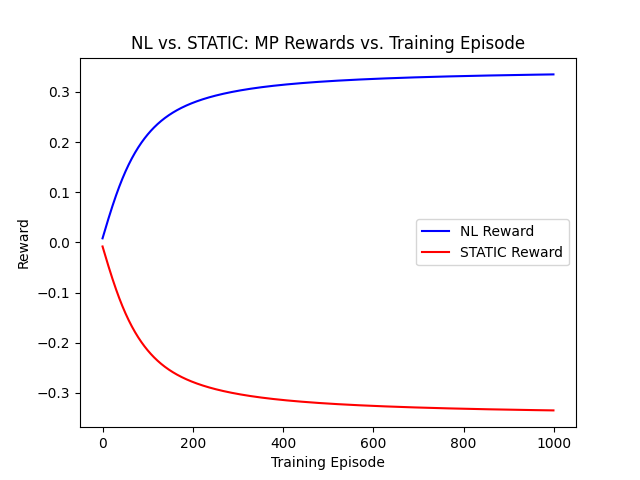 NL vs. STATIC: MP Rewards vs. Training Episode
Reward
0.3
0.2
0.1
0.0
−0.1
−0.2
−0.3
NL Reward
STATIC Reward
0 200 400 600 800 1000
Training Episode